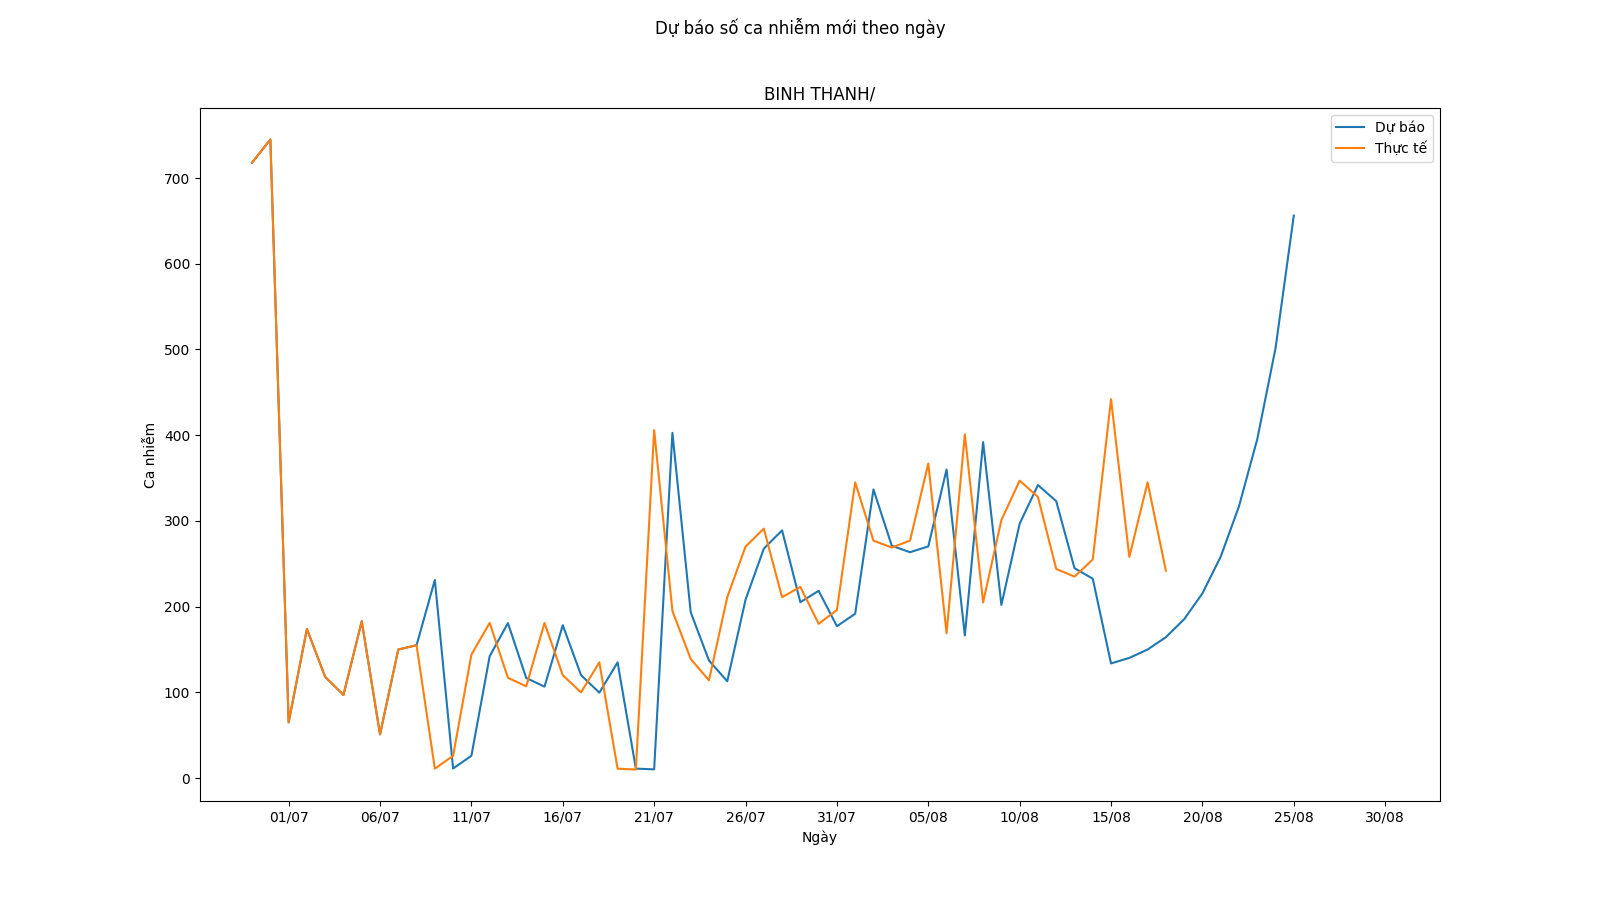 Dự báo số ca nhiễm mới theo ngày
BINH THANH/
Dự báo
Thực tế
700
600
500
400
300
200
100
0
Ca nhiễm
01/07 06/07 11/07 16/07 21/07 26/07 31/07 05/08 10/08 15/08 20/08 25/08 30/08
Ngày